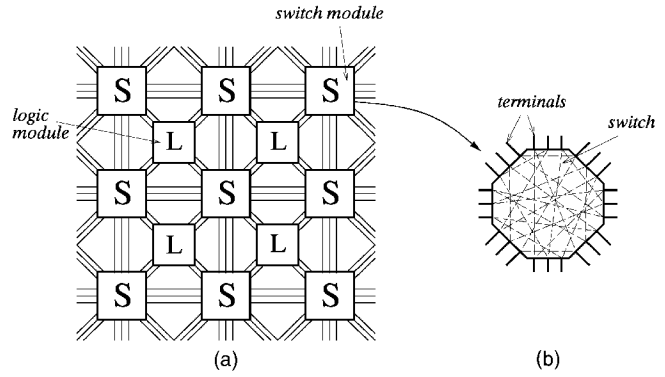 switch module
S S S
logic
module
L L
terminals
switch
S S S
L L
S S S
(a)
(b)